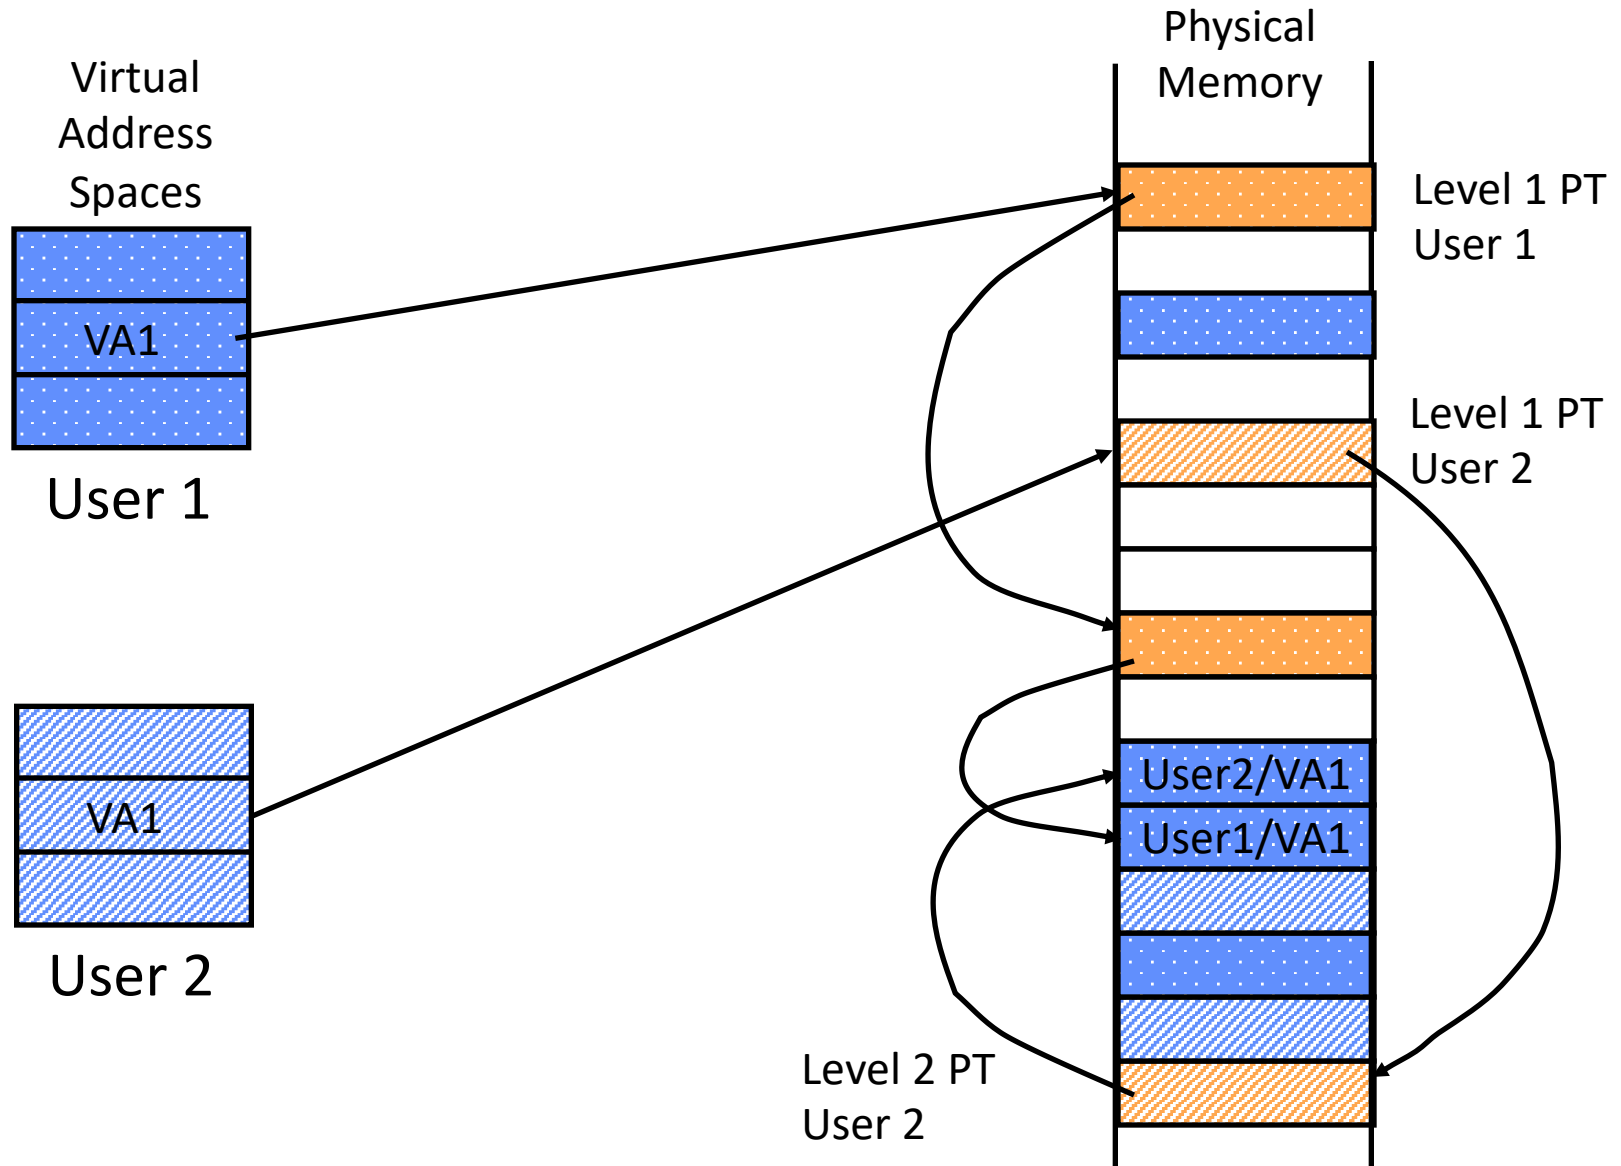 Physical
Memory
Virtual
Address
Spaces
Level 1 PT
User 1
VA1
Level 1 PT
User 2
User 1
User2/VA1
VA1
User1/VA1
User 2
Level 2 PT
User 2